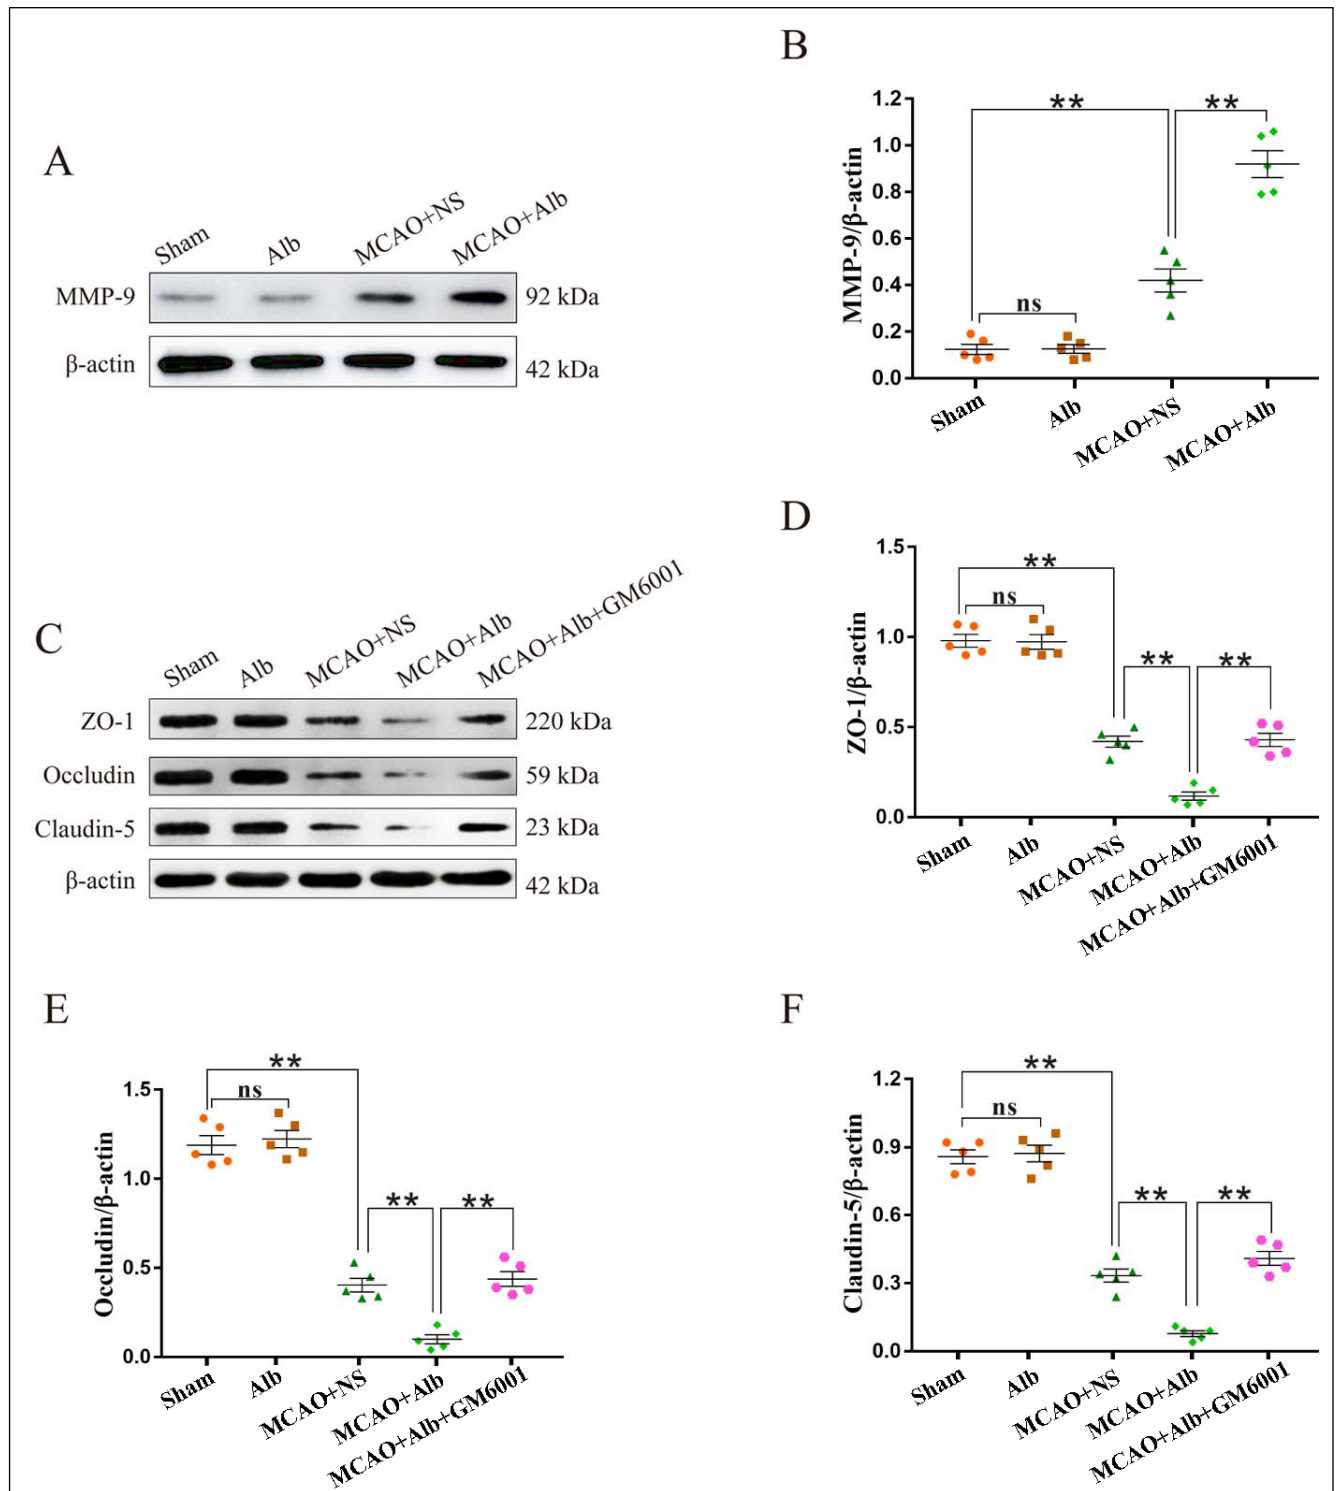 A
Sham Alb MCAO+NS MCAO+Alb
MMP-9 92 kDa
β-actin 42 kDa
B
MMP-9/β-actin
1.2
1.0
0.8
0.6
0.4
0.2
0.0
** **
ns
Sham Alb MCAO+NS MCAO+Alb
C
Sham Alb MCAO+NS MCAO+Alb MCAO+Alb+GM6001
ZO-1 220 kDa
Occludin 59 kDa
Claudin-5 23 kDa
β-actin 42 kDa
D
ZO-1/β-actin
1.5
1.0
0.5
0.0
**
ns
** **
Sham Alb MCAO+NS MCAO+Alb MCAO+Alb+GM6001
E
Occludin/β-actin
1.5
1.0
0.5
0.0
**
ns
** **
Sham Alb MCAO+NS MCAO+Alb MCAO+Alb+GM6001
F
Claudin-5/β-actin
1.2
0.9
0.6
0.3
0.0
**
ns
** **
Sham Alb MCAO+NS MCAO+Alb MCAO+Alb+GM6001